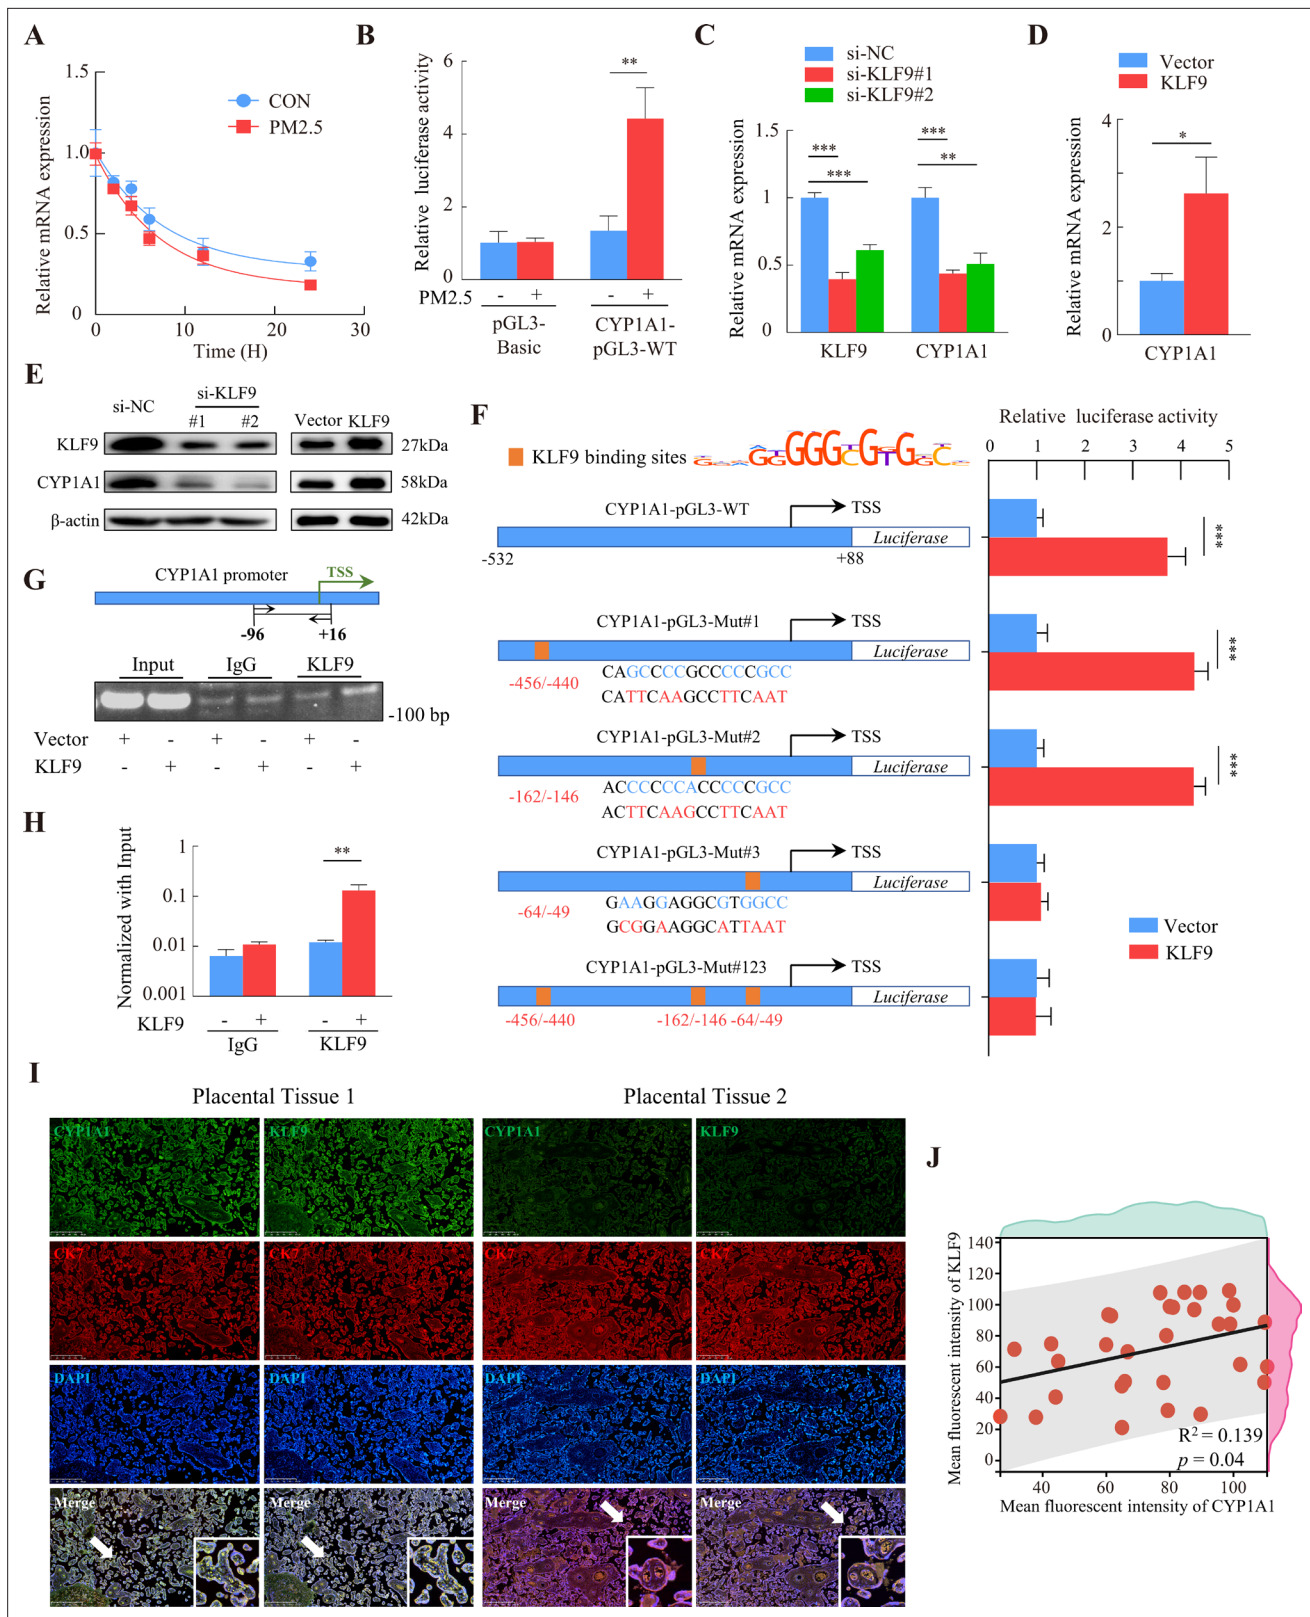 A
Relative mRNA expression
1.5
1.0
0.5
0
0
10
20
30
Time (H)
CON
PM2.5
B
Relative luciferase activity
6
4
2
0
**
PM2.5
- + - +
pGL3-
Basic
CYP1A1-
pGL3-WT
C
si-NC
si-KLF9#1
si-KLF9#2
Relative mRNA expression
1.5
1
0.5
0
***
***
***
**
KLF9
CYP1A1
D
Vector
KLF9
Relative mRNA expression
4
2
0
*
CYP1A1
E
si-NC
si-KLF9
#1 #2
Vector KLF9
KLF9
27kDa
CYP1A1
58kDa
β-actin
42kDa
F
KLF9 binding sites
GGGCGTG
Relative luciferase activity
0 1 2 3 4 5
CYP1A1-pGL3-WT
TSS
Luciferase
-532
+88
***
CYP1A1-pGL3-Mut#1
TSS
Luciferase
-456/-440
CAGCCCCGCCCCCGCC
CATTCAAGCCTTCAAT
***
CYP1A1-pGL3-Mut#2
TSS
Luciferase
-162/-146
ACCCCCCACCCCCGCC
ACTTCAAGCCTTCAAT
***
CYP1A1-pGL3-Mut#3
TSS
Luciferase
-64/-49
GAAGGAGGCGTGGCC
GCGGAAGGCATTAAT
Vector
KLF9
CYP1A1-pGL3-Mut#123
TSS
Luciferase
-456/-440
-162/-146 -64/-49
G
CYP1A1 promoter
TSS
-96
+16
Input
IgG
KLF9
-100 bp
Vector + - + - + -
KLF9 - + - + - +
H
Normalized with Input
1
0.1
0.01
0.001
**
KLF9 - + - +
IgG
KLF9
I
Placental Tissue 1
Placental Tissue 2
CYP1A1
KLF9
CYP1A1
KLF9
CK7
CK7
CK7
CK7
DAPI
DAPI
DAPI
DAPI
Merge
Merge
Merge
Merge
J
Mean fluorescent intensity of KLF9
140
120
100
80
60
40
20
0
40 60 80 100
Mean fluorescent intensity of CYP1A1
R² = 0.139
p = 0.04